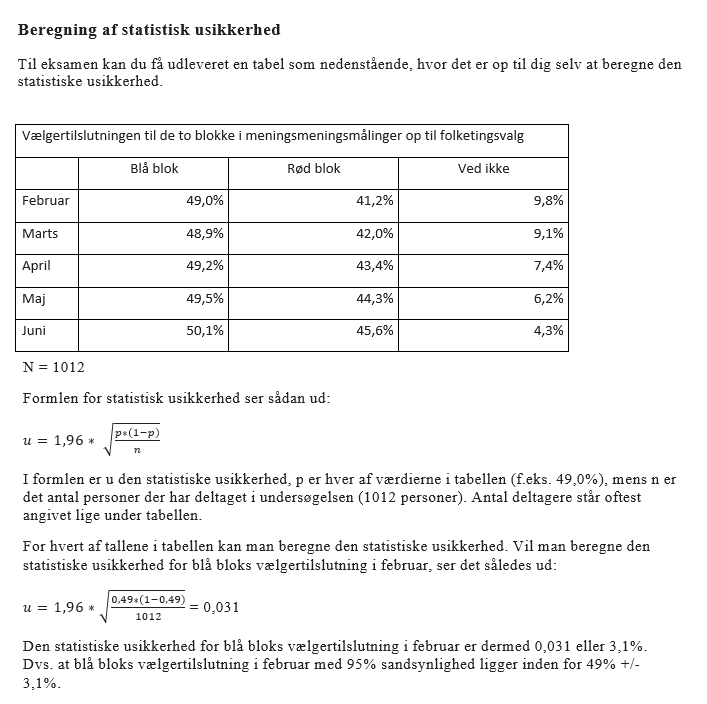 Beregning af statistisk usikkerhed
Til eksamen kan du få udleveret en tabel som nedenstående, hvor det er op til dig selv at beregne den
statistiske usikkerhed.
Vælgertilslutningen til de to blokke i meningsmeningsmålinger op til folketingsvalg
Blå blok Rød blok Ved ikke
Februar 49,0% 41,2% 9,8%
Marts 48,9% 42,0% 9,1%
April 49,2% 43,4% 7,4%
Maj 49,5% 44,3% 6,2%
Juni 50,1% 45,6% 4,3%
N = 1012
Formlen for statistisk usikkerhed ser sådan ud:
u = 1,96 * √(p*(1−p)/n)
I formlen er u den statistiske usikkerhed, p er hver af værdierne i tabellen (f.eks. 49,0%), mens n er
det antal personer der har deltaget i undersøgelsen (1012 personer). Antal deltagere står oftest
angivet lige under tabellen.
For hvert af tallene i tabellen kan man beregne den statistiske usikkerhed. Vil man beregne den
statistiske usikkerhed for blå bloks vælgertilslutning i februar, ser det således ud:
u = 1,96 * √(0,49*(1−0,49)/1012) = 0,031
Den statistiske usikkerhed for blå bloks vælgertilslutning i februar er dermed 0,031 eller 3,1%.
Dvs. at blå bloks vælgertilslutning i februar med 95% sandsynlighed ligger inden for 49% +/-
3,1%.